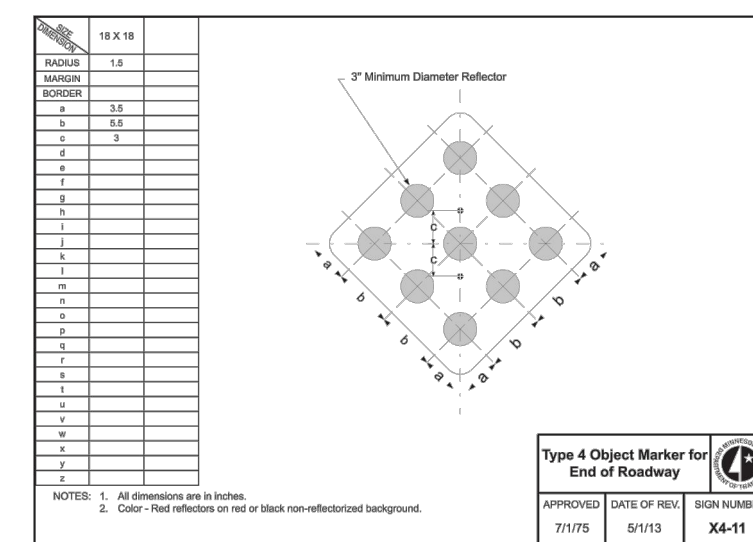 SIZE
DIMENSION
18 X 18
RADIUS 1.5
MARGIN
BORDER
a 3.5
b 5.5
c 3
d
e
f
g
h
i
j
k
l
m
n
o
p
q
r
s
t
u
v
w
x
y
z
3" Minimum Diameter Reflector
C
C
a
b
b
a
a
b
b
a
NOTES: 1. All dimensions are in inches.
2. Color - Red reflectors on red or black non-reflectorized background.
Type 4 Object Marker for
End of Roadway
APPROVED DATE OF REV. SIGN NUMBE
7/1/75 5/1/13 X4-11